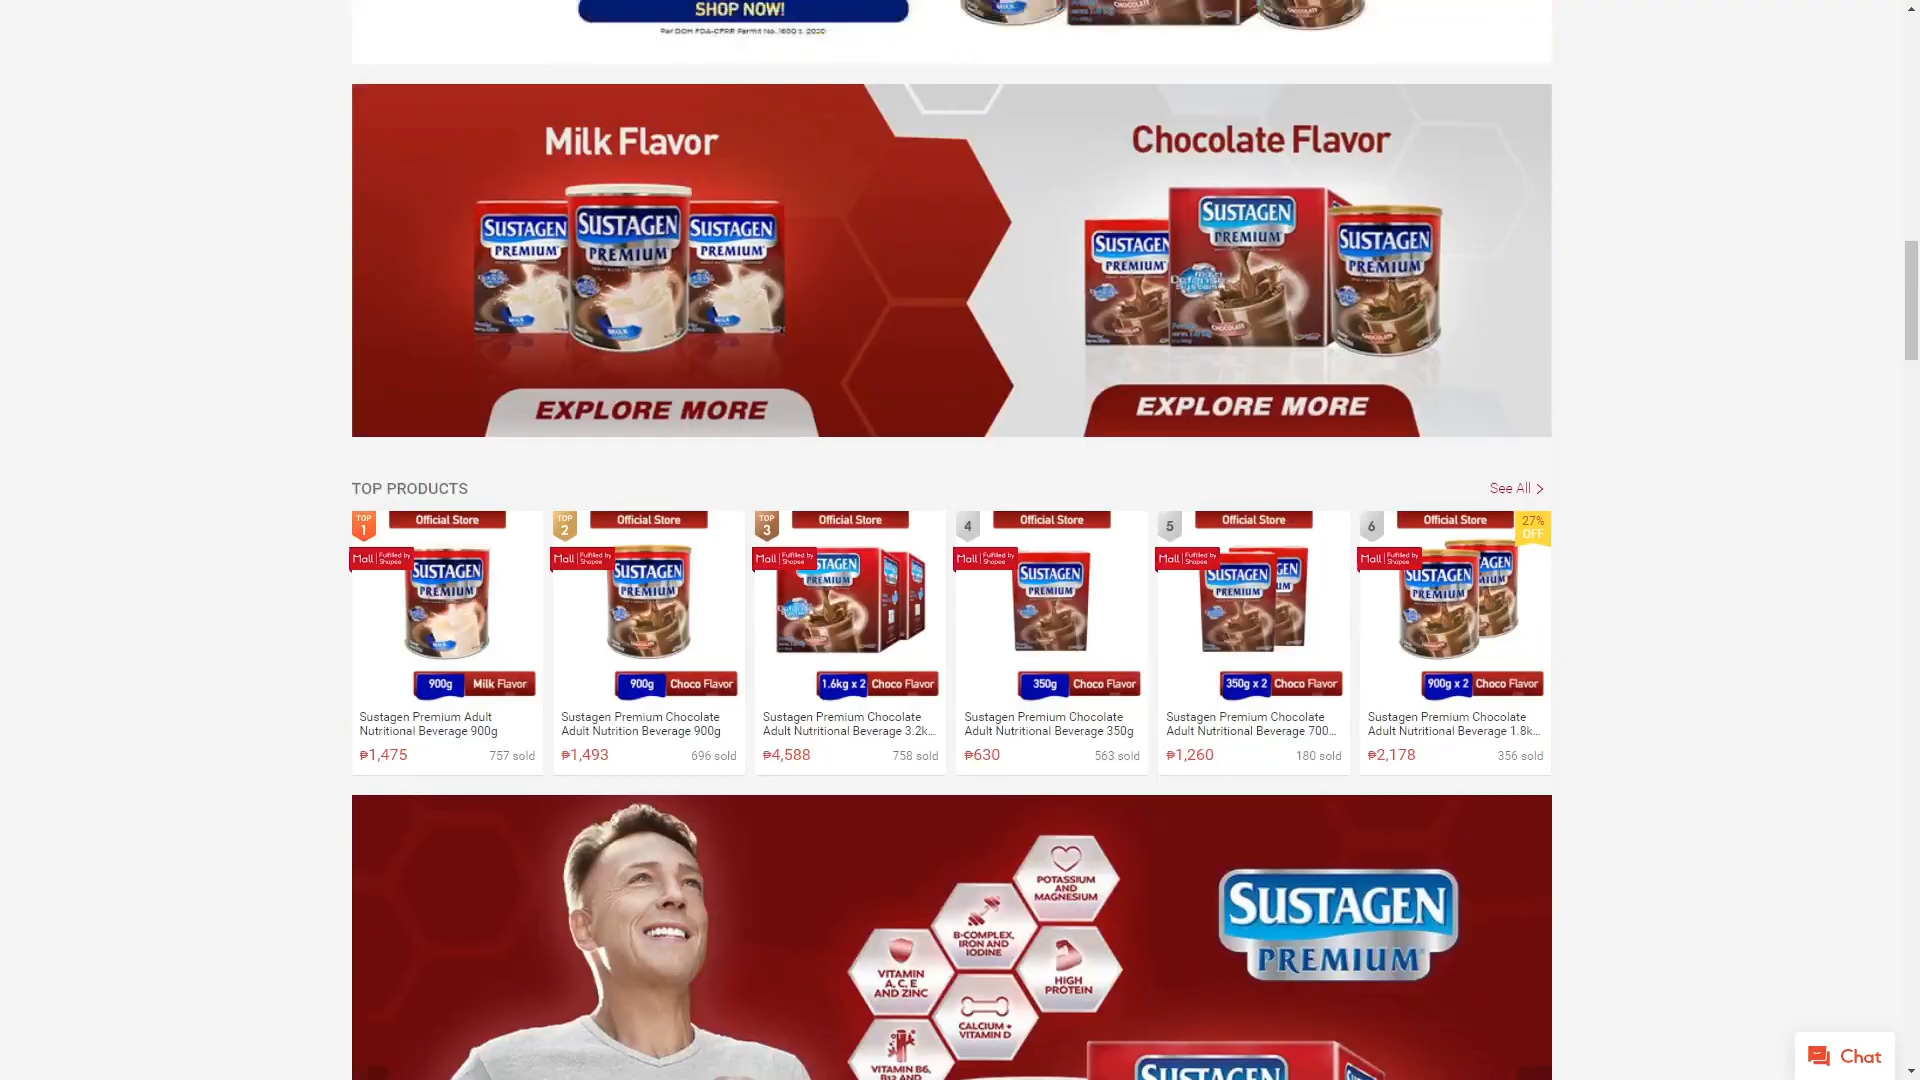 SHOP NOW!
Per DOH FDA-CFRR Permit No. 1600 s. 2020
Milk Flavor
Chocolate Flavor
SUSTAGEN
PREMIUM
SUSTAGEN
PREMIUM
SUSTAGEN
PREMIUM
SUSTAGEN
PREMIUM
SUSTAGEN
PREMIUM
SUSTAGEN
PREMIUM
MILK
CHOCOLATE
EXPLORE MORE
EXPLORE MORE
TOP PRODUCTS
See All >
TOP
1
Official Store
TOP
2
Official Store
TOP
3
Official Store
4
Official Store
5
Official Store
6
Official Store
27%
OFF
Mall Fulfilled by Shopee
Mall Fulfilled by Shopee
Mall Fulfilled by Shopee
Mall Fulfilled by Shopee
Mall Fulfilled by Shopee
Mall Fulfilled by Shopee
SUSTAGEN
PREMIUM
SUSTAGEN
PREMIUM
STAGEN
PREMIUM
SUSTAGEN
PREMIUM
SUSTAGEN
PREMIUM
SUSTAGEN
PREMIUM
900g Milk Flavor
900g Choco Flavor
1.6kg x 2 Choco Flavor
350g Choco Flavor
350g x 2 Choco Flavor
900g x 2 Choco Flavor
Sustagen Premium Adult
Nutritional Beverage 900g
₱1,475 757 sold
Sustagen Premium Chocolate
Adult Nutrition Beverage 900g
₱1,493 696 sold
Sustagen Premium Chocolate
Adult Nutritional Beverage 3.2k...
₱4,588 758 sold
Sustagen Premium Chocolate
Adult Nutritional Beverage 350g
₱630 563 sold
Sustagen Premium Chocolate
Adult Nutritional Beverage 700...
₱1,260 180 sold
Sustagen Premium Chocolate
Adult Nutritional Beverage 1.8k...
₱2,178 356 sold
POTASSIUM
AND
MAGNESIUM
B-COMPLEX,
IRON AND
IODINE
VITAMIN
A, C, E
AND ZINC
HIGH
PROTEIN
CALCIUM +
VITAMIN D
VITAMIN B6,
B12 AND
SUSTAGEN
PREMIUM
SUSTAGEN
Chat